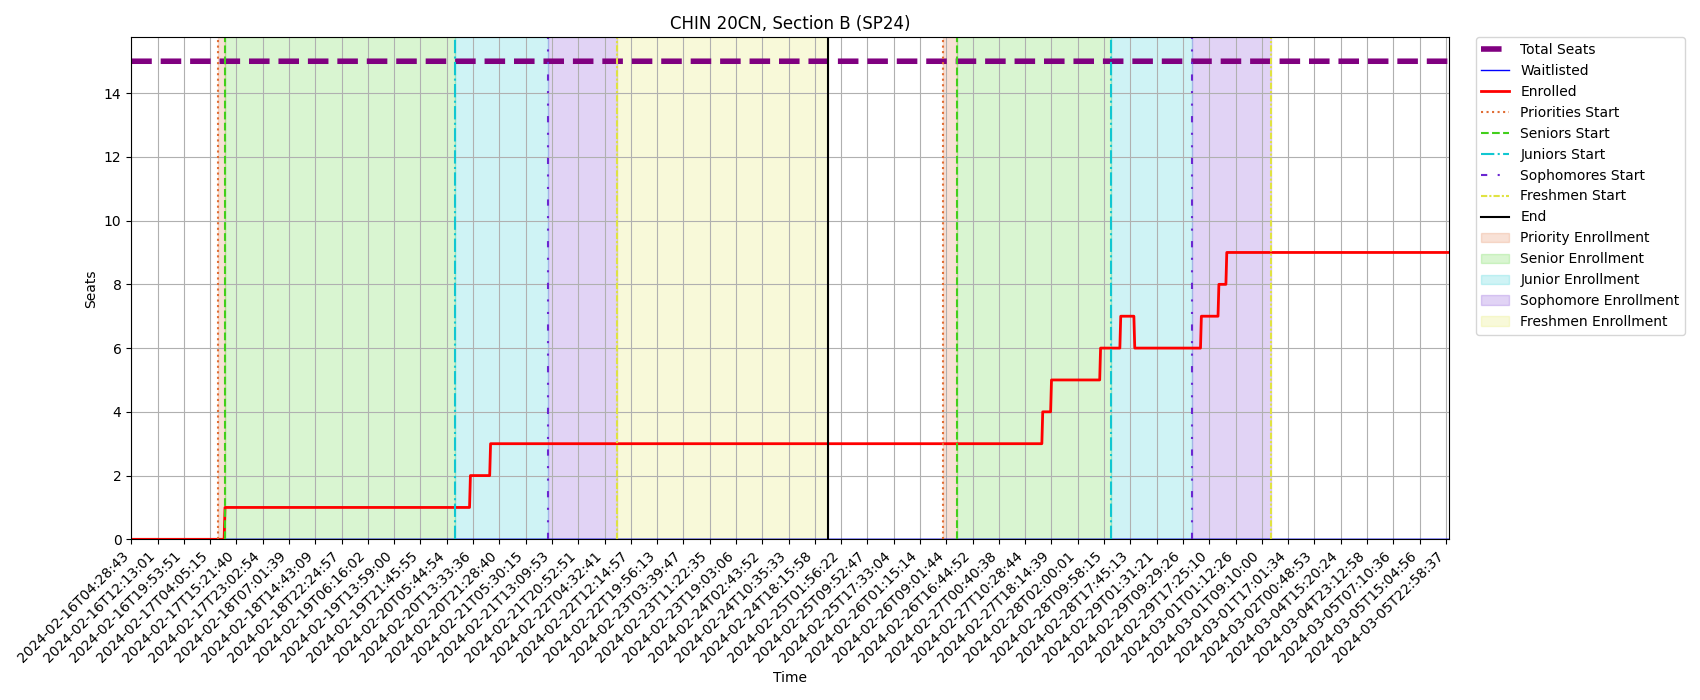 CHIN 20CN, Section B (SP24)
Total Seats
Waitlisted
Enrolled
Priorities Start
Seniors Start
Juniors Start
Sophomores Start
Freshmen Start
End
Priority Enrollment
Senior Enrollment
Junior Enrollment
Sophomore Enrollment
Freshmen Enrollment
Seats
14
12
10
8
6
4
2
0
2024-02-16T04:28:43
2024-02-16T12:13:01
2024-02-16T19:53:51
2024-02-17T04:05:15
2024-02-17T15:21:40
2024-02-17T23:02:54
2024-02-18T07:01:39
2024-02-18T14:43:09
2024-02-18T22:24:57
2024-02-19T06:16:02
2024-02-19T13:59:00
2024-02-19T21:45:55
2024-02-20T05:44:54
2024-02-20T13:33:36
2024-02-20T21:28:40
2024-02-21T05:30:15
2024-02-21T13:09:53
2024-02-21T20:52:51
2024-02-22T04:32:41
2024-02-22T12:14:57
2024-02-22T19:56:13
2024-02-23T03:39:47
2024-02-23T11:22:35
2024-02-23T19:03:06
2024-02-24T02:43:52
2024-02-24T10:35:33
2024-02-24T18:15:58
2024-02-25T01:56:22
2024-02-25T09:52:47
2024-02-25T17:33:04
2024-02-26T01:15:14
2024-02-26T09:01:44
2024-02-26T16:44:52
2024-02-27T00:40:38
2024-02-27T10:28:44
2024-02-27T18:14:39
2024-02-28T02:00:01
2024-02-28T09:58:15
2024-02-28T17:45:13
2024-02-29T01:31:21
2024-02-29T09:29:26
2024-02-29T17:25:10
2024-03-01T01:12:26
2024-03-01T09:10:00
2024-03-01T17:01:34
2024-03-02T00:48:53
2024-03-04T15:20:24
2024-03-04T23:12:58
2024-03-05T07:10:36
2024-03-05T15:04:56
2024-03-05T22:58:37
Time